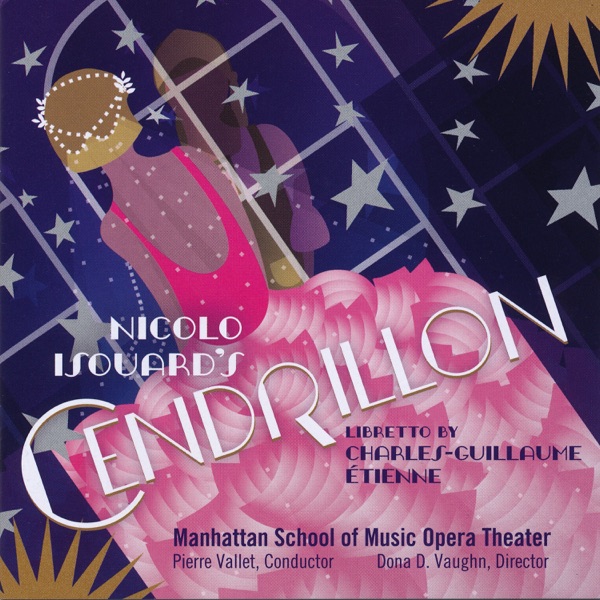 NICOLO
ISOUARD'S
CENDRILLON
LIBRETTO BY
CHARLES-GUILLAUME
ÉTIENNE
Manhattan School of Music Opera Theater
Pierre Vallet, Conductor Dona D. Vaughn, Director